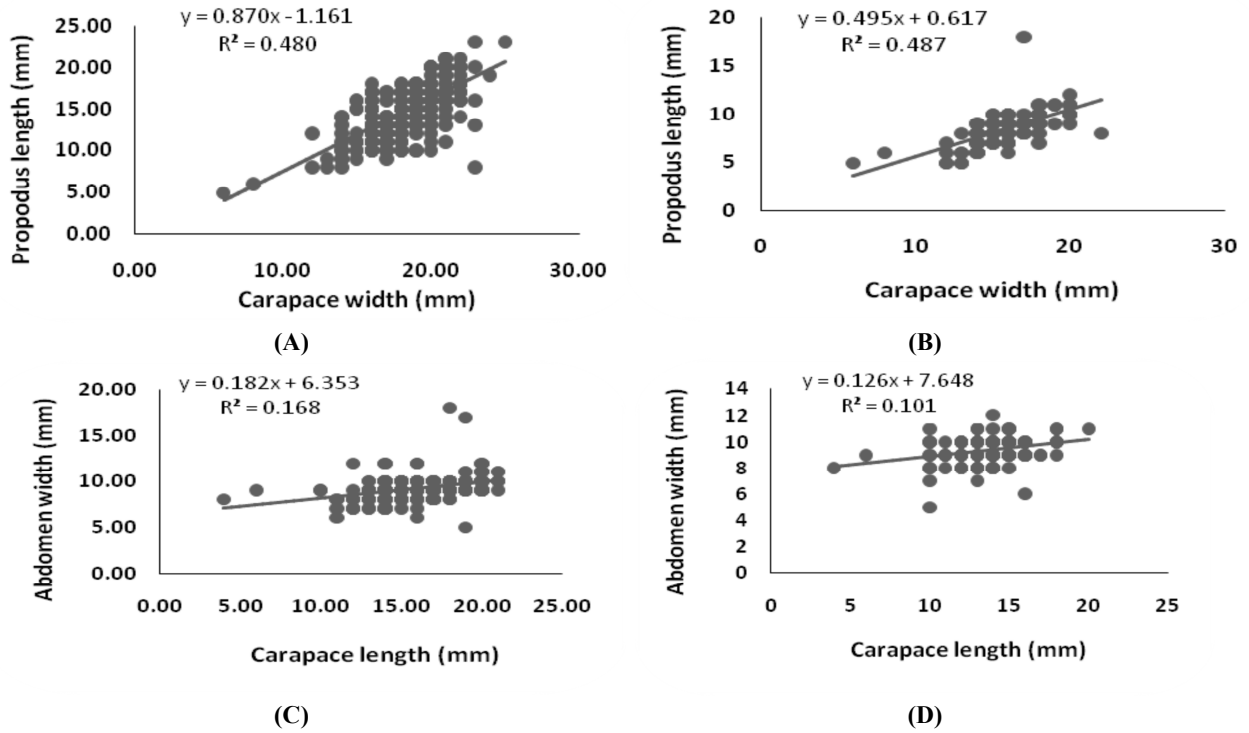 y = 0.870x - 1.161
R² = 0.480
Propodus length (mm)
25.00
20.00
15.00
10.00
5.00
0.00
0.00 10.00 20.00 30.00
Carapace width (mm)
(A)
y = 0.495x + 0.617
R² = 0.487
Propodus length (mm)
20
15
10
5
0
0 10 20 30
Carapace width (mm)
(B)
y = 0.182x + 6.353
R² = 0.168
Abdomen width (mm)
20.00
15.00
10.00
5.00
0.00
0.00 5.00 10.00 15.00 20.00 25.00
Carapace length (mm)
(C)
y = 0.126x + 7.648
R² = 0.101
Abdomen width (mm)
14
12
10
8
6
4
2
0
0 5 10 15 20 25
Carapace length (mm)
(D)